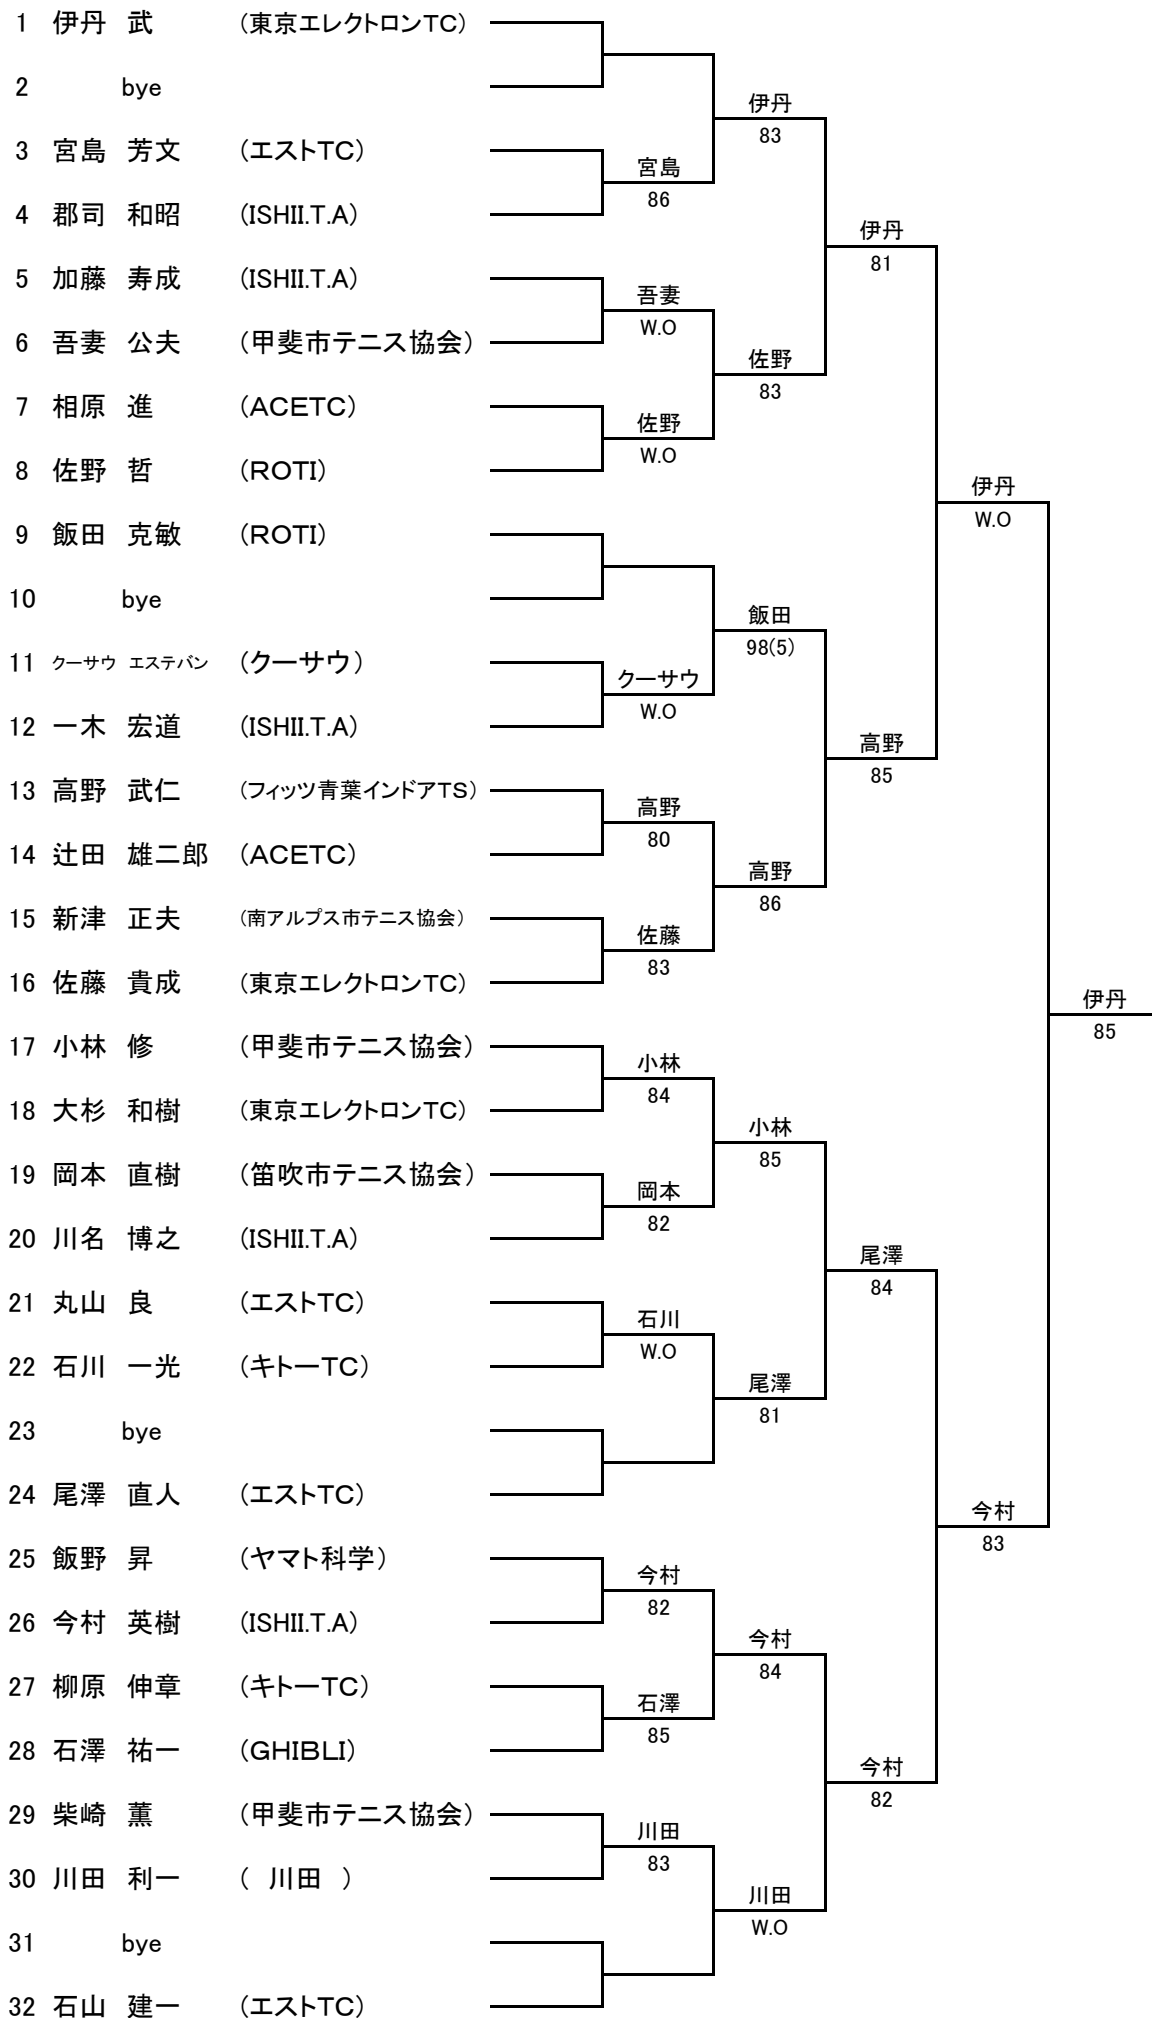 1 伊丹 武 (東京エレクトロンTC)
2 bye
伊丹
83
3 宮島 芳文 (エストTC)
宮島
86
4 郡司 和昭 (ISHII.T.A)
伊丹
81
5 加藤 寿成 (ISHII.T.A)
吾妻
W.O
6 吾妻 公夫 (甲斐市テニス協会)
佐野
83
7 相原 進 (ACETC)
佐野
W.O
8 佐野 哲 (ROTI)
伊丹
W.O
9 飯田 克敏 (ROTI)
10 bye
飯田
98(5)
11 クーサウ エステバン (クーサウ)
クーサウ
W.O
12 一木 宏道 (ISHII.T.A)
高野
85
13 高野 武仁 (フィッツ青葉インドアTS)
高野
80
14 辻田 雄二郎 (ACETC)
高野
86
15 新津 正夫 (南アルプス市テニス協会)
佐藤
83
16 佐藤 貴成 (東京エレクトロンTC)
伊丹
85
17 小林 修 (甲斐市テニス協会)
小林
84
18 大杉 和樹 (東京エレクトロンTC)
小林
85
19 岡本 直樹 (笛吹市テニス協会)
岡本
82
20 川名 博之 (ISHII.T.A)
尾澤
84
21 丸山 良 (エストTC)
石川
W.O
22 石川 一光 (キトーTC)
尾澤
81
23 bye
24 尾澤 直人 (エストTC)
今村
83
25 飯野 昇 (ヤマト科学)
今村
82
26 今村 英樹 (ISHII.T.A)
今村
84
27 柳原 伸章 (キトーTC)
石澤
85
28 石澤 祐一 (GHIBLI)
今村
82
29 柴崎 薫 (甲斐市テニス協会)
川田
83
30 川田 利一 ( 川田 )
川田
W.O
31 bye
32 石山 建一 (エストTC)